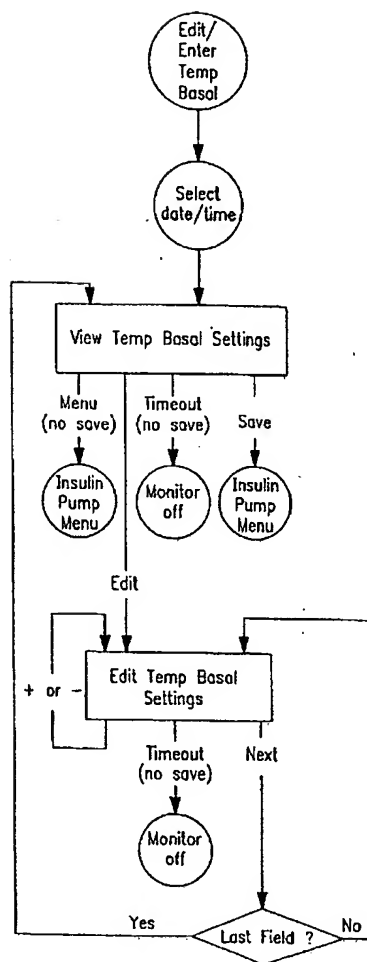 Edit/
Enter
Temp
Basal
Select
date/time
View Temp Basal Settings
Menu
(no save)
Timeout
(no save)
Save
Insulin
Pump
Menu
Monitor
off
Insulin
Pump
Menu
Edit
+ or -
Edit Temp Basal
Settings
Timeout
(no save)
Next
Monitor
off
Yes
Last Field ?
No